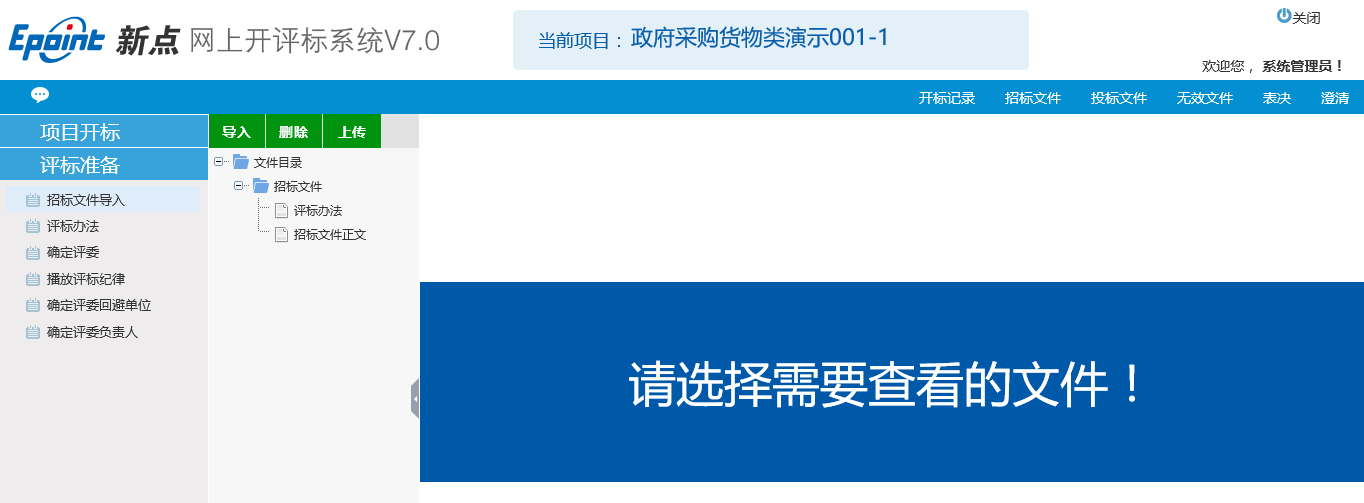 Epoint 新点 网上开评标系统V7.0
当前项目： 政府采购货物类演示001-1
关闭
欢迎您， 系统管理员！
开标记录 招标文件 投标文件 无效文件 表决 澄清
项目开标
评标准备
招标文件导入
评标办法
确定评委
播放评标纪律
确定评委回避单位
确定评委负责人
导入 删除 上传
文件目录
招标文件
评标办法
招标文件正文
请选择需要查看的文件！